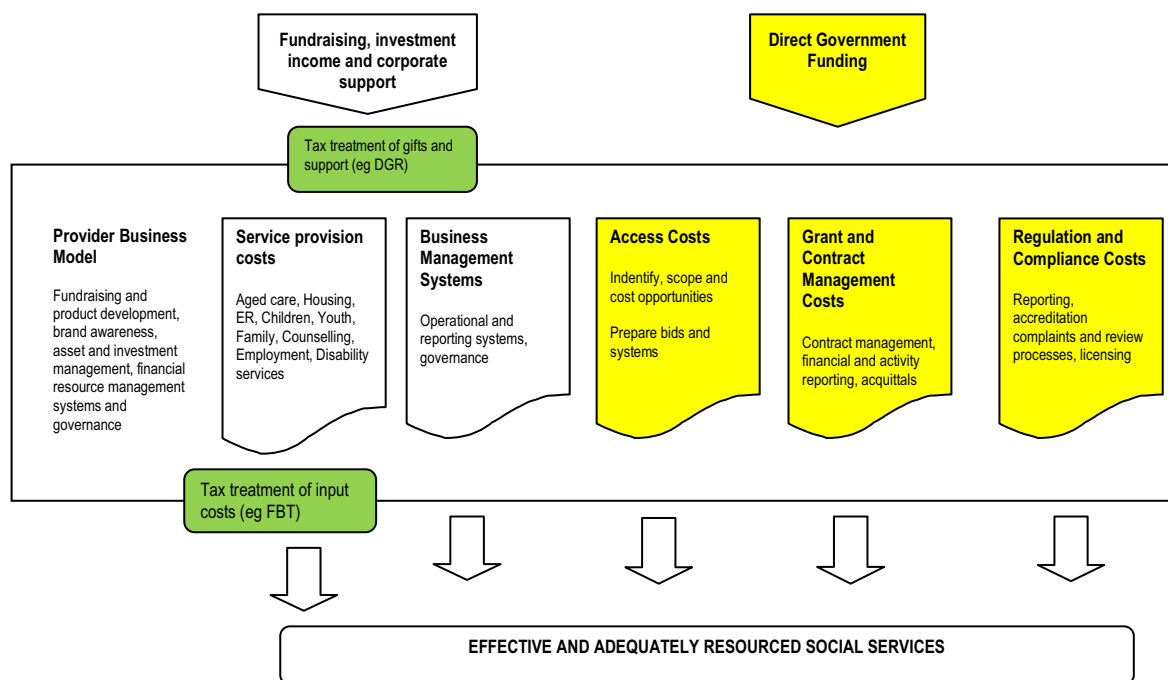 Fundraising, investment
income and corporate
support
Direct Government
Funding
Tax treatment of gifts and
support (eg DGR)
Provider Business
Model
Fundraising and
product development,
brand awareness,
asset and investment
management, financial
resource management
systems and
governance
Service provision
costs
Aged care, Housing,
ER, Children, Youth,
Family, Counselling,
Employment, Disability
services
Business
Management
Systems
Operational and
reporting systems,
governance
Access Costs
Indentify, scope and
cost opportunities
Prepare bids and
systems
Grant and
Contract
Management
Costs
Contract management,
financial and activity
reporting, acquittals
Regulation and
Compliance Costs
Reporting,
accreditation
complaints and review
processes, licensing
Tax treatment of input
costs (eg FBT)
EFFECTIVE AND ADEQUATELY RESOURCED SOCIAL SERVICES